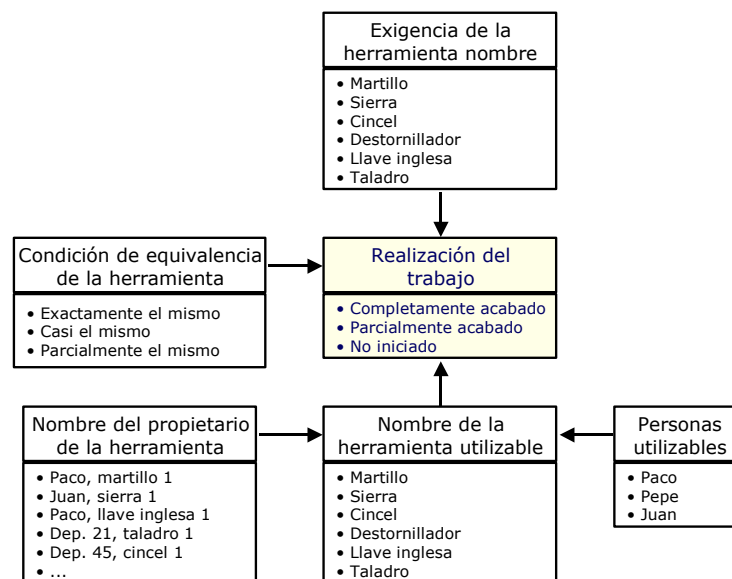 Exigencia de la
herramienta nombre
• Martillo
• Sierra
• Cincel
• Destornillador
• Llave inglesa
• Taladro
Condición de equivalencia
de la herramienta
• Exactamente el mismo
• Casi el mismo
• Parcialmente el mismo
Realización del
trabajo
• Completamente acabado
• Parcialmente acabado
• No iniciado
Nombre del propietario
de la herramienta
• Paco, martillo 1
• Juan, sierra 1
• Paco, llave inglesa 1
• Dep. 21, taladro 1
• Dep. 45, cincel 1
• ...
Nombre de la
herramienta utilizable
• Martillo
• Sierra
• Cincel
• Destornillador
• Llave inglesa
• Taladro
Personas
utilizables
• Paco
• Pepe
• Juan